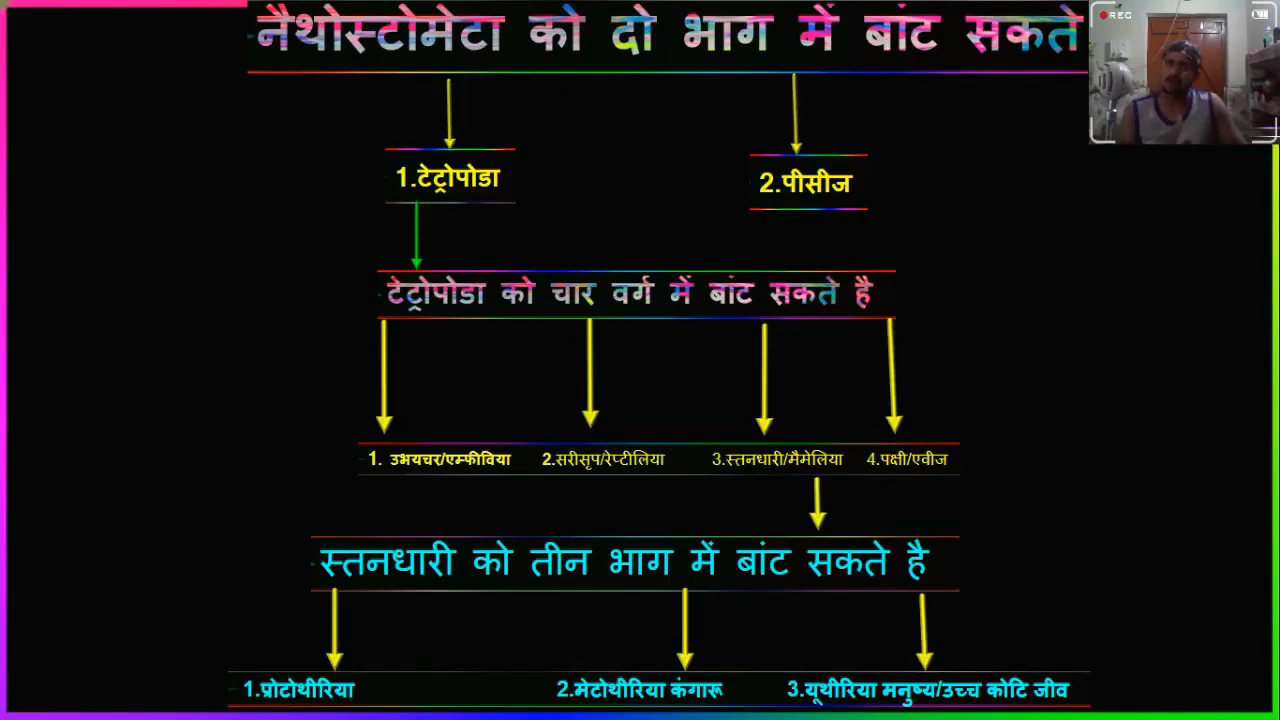 नैथोस्टोमेटा को दो भाग में बांट सकते
REC
1.टेट्रोपोडा
2.पीसीज
टेट्रोपोडा को चार वर्ग में बांट सकते है
1. उभयचर/एम्फीविया 2.सरीसृप/रेप्टीलिया 3.स्तनधारी/मैमेलिया 4.पक्षी/एवीज
स्तनधारी को तीन भाग में बांट सकते है
1.प्रोटोथीरिया 2.मेटोथीरिया कंगारू 3.यूथीरिया मनुष्य/उच्च कोटि जीव